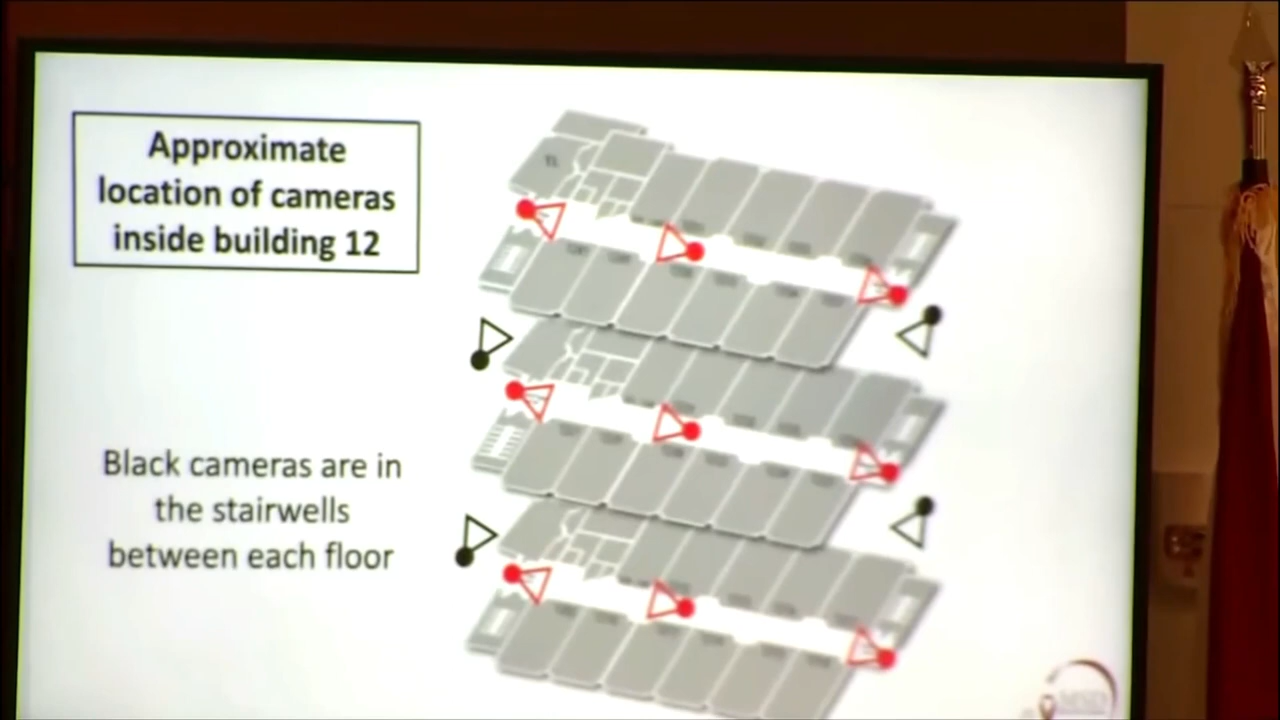 Approximate
location of cameras
inside building 12
Black cameras are in
the stairwells
between each floor